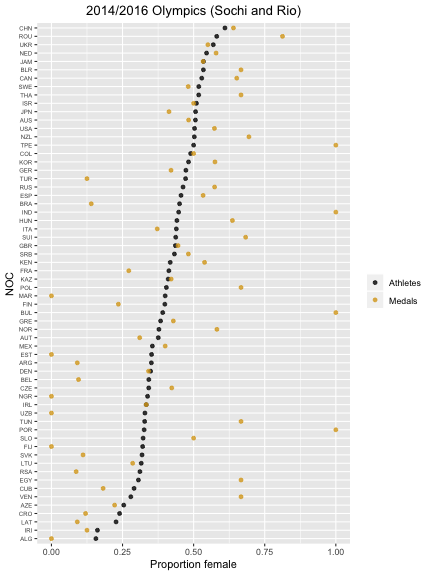 2014/2016 Olympics (Sochi and Rio)
NOC
CHN
ROU
UKR
NED
JAM
BLR
CAN
SWE
THA
ISR
JPN
AUS
USA
NZL
TPE
COL
KOR
GER
TUR
RUS
ESP
BRA
IND
HUN
ITA
SUI
GBR
SRB
KEN
FRA
KAZ
POL
MAR
FIN
BUL
GRE
NOR
AUT
MEX
EST
ARG
DEN
BEL
CZE
NGR
IRL
UZB
TUN
POR
SLO
FIJ
SVK
LTU
RSA
EGY
CUB
VEN
AZE
CRO
LAT
IRI
ALG
0.00 0.25 0.50 0.75 1.00
Proportion female
Athletes
Medals